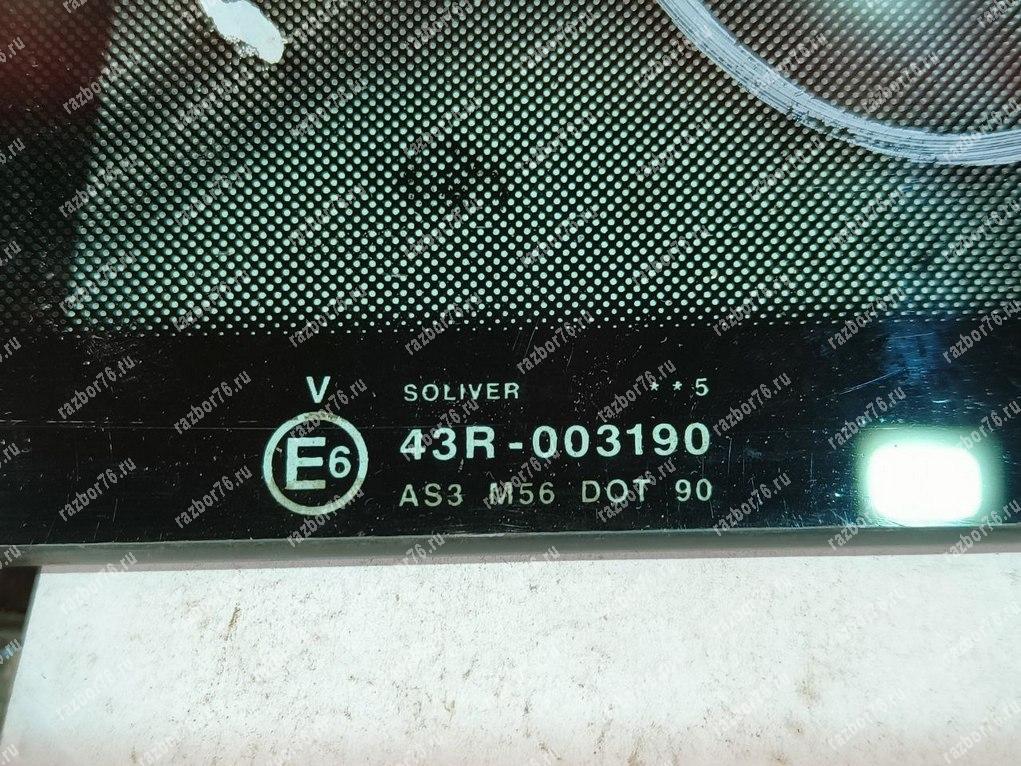 V SOLIVER * * 5
E6 43R-003190
AS3 M56 DOT 90
razbor76.ru